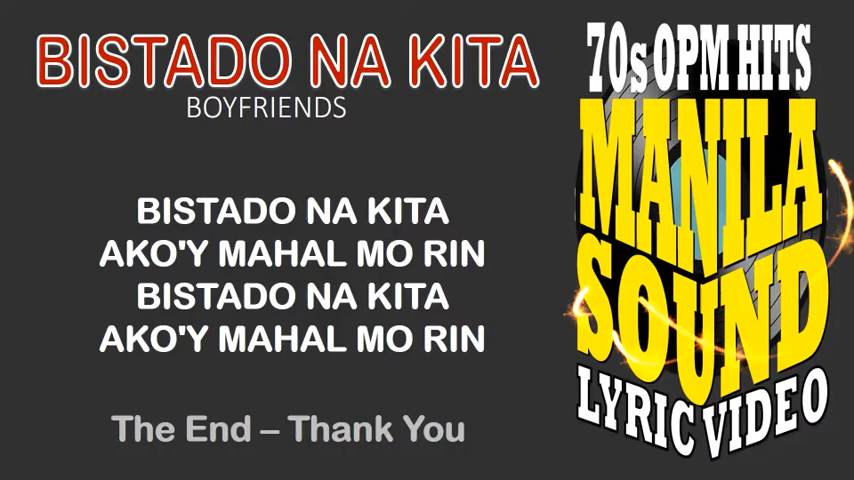 BISTADO NA KITA
BOYFRIENDS
BISTADO NA KITA
AKO'Y MAHAL MO RIN
BISTADO NA KITA
AKO'Y MAHAL MO RIN
The End – Thank You
70s OPM HITS
MANILA
SOUND
LYRIC VIDEO